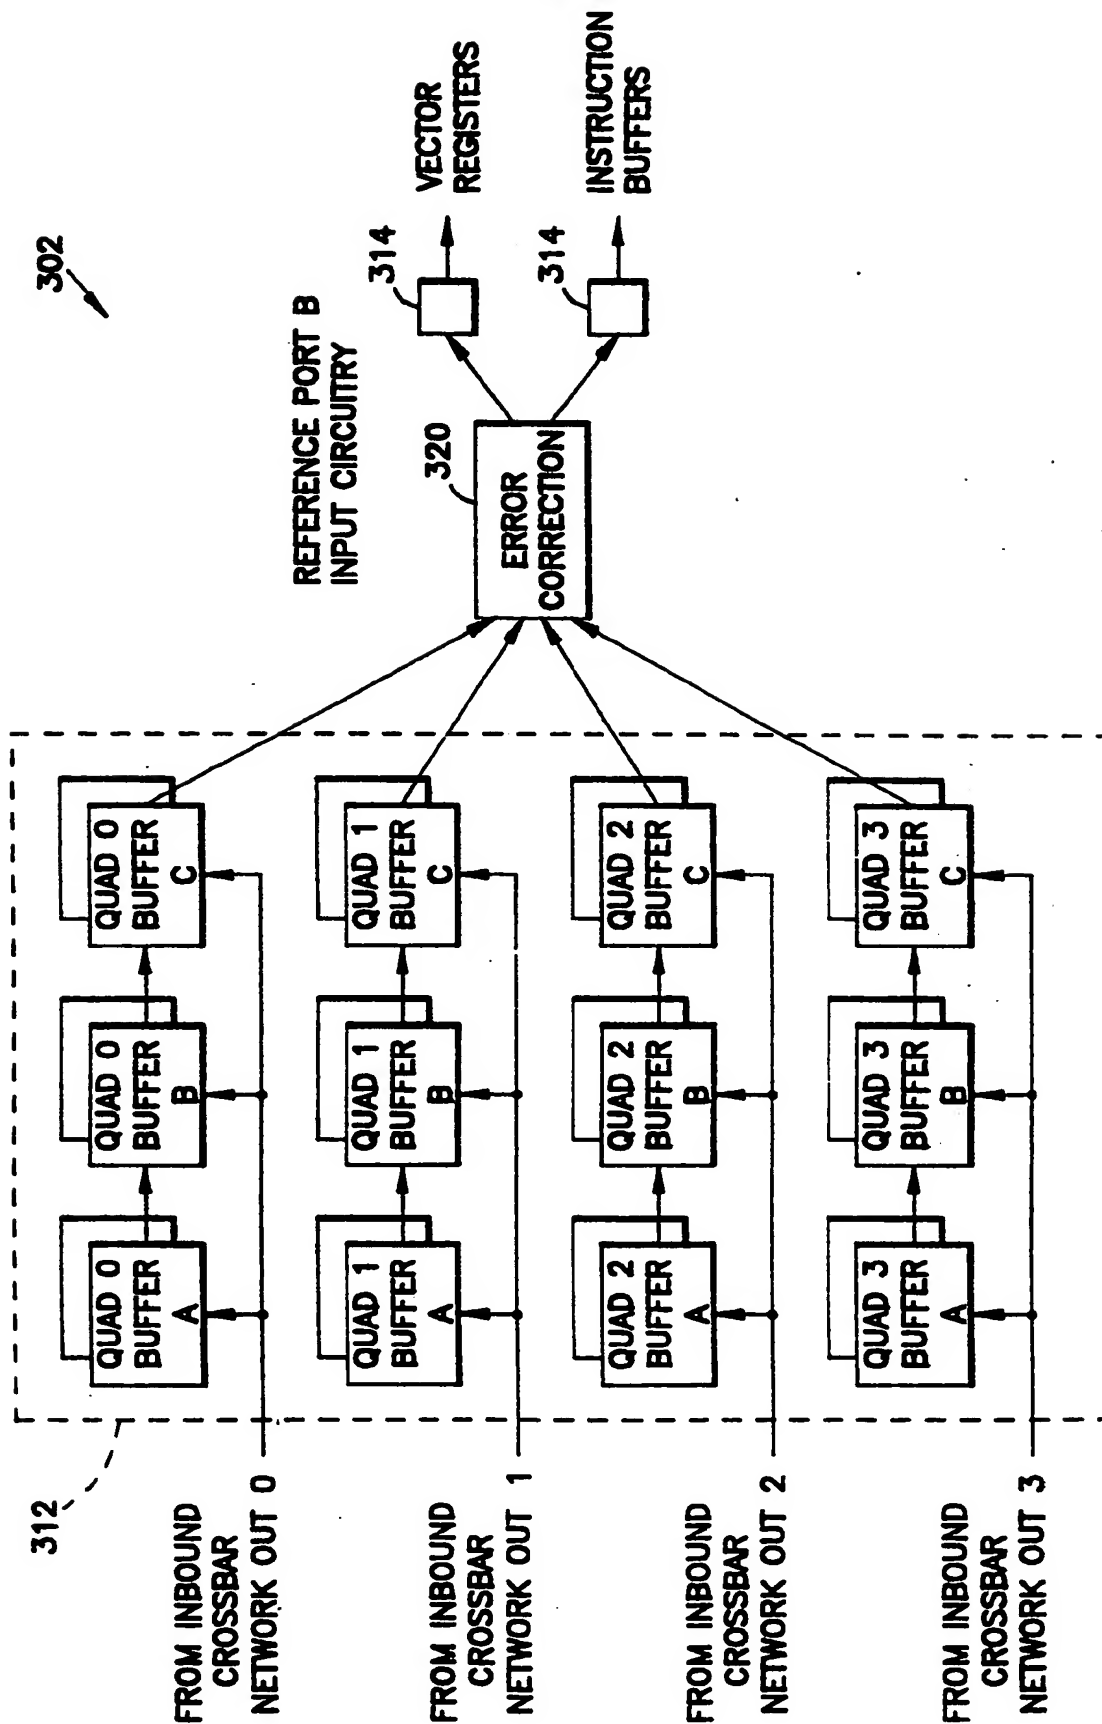 302
REFERENCE PORT B
INPUT CIRCUITRY
312
QUAD 0
BUFFER
A
QUAD 0
BUFFER
B
QUAD 0
BUFFER
C
FROM INBOUND
CROSSBAR
NETWORK OUT 0
QUAD 1
BUFFER
A
QUAD 1
BUFFER
B
QUAD 1
BUFFER
C
FROM INBOUND
CROSSBAR
NETWORK OUT 1
QUAD 2
BUFFER
A
QUAD 2
BUFFER
B
QUAD 2
BUFFER
C
FROM INBOUND
CROSSBAR
NETWORK OUT 2
QUAD 3
BUFFER
A
QUAD 3
BUFFER
B
QUAD 3
BUFFER
C
FROM INBOUND
CROSSBAR
NETWORK OUT 3
320
ERROR
CORRECTION
314
VECTOR
REGISTERS
314
INSTRUCTION
BUFFERS